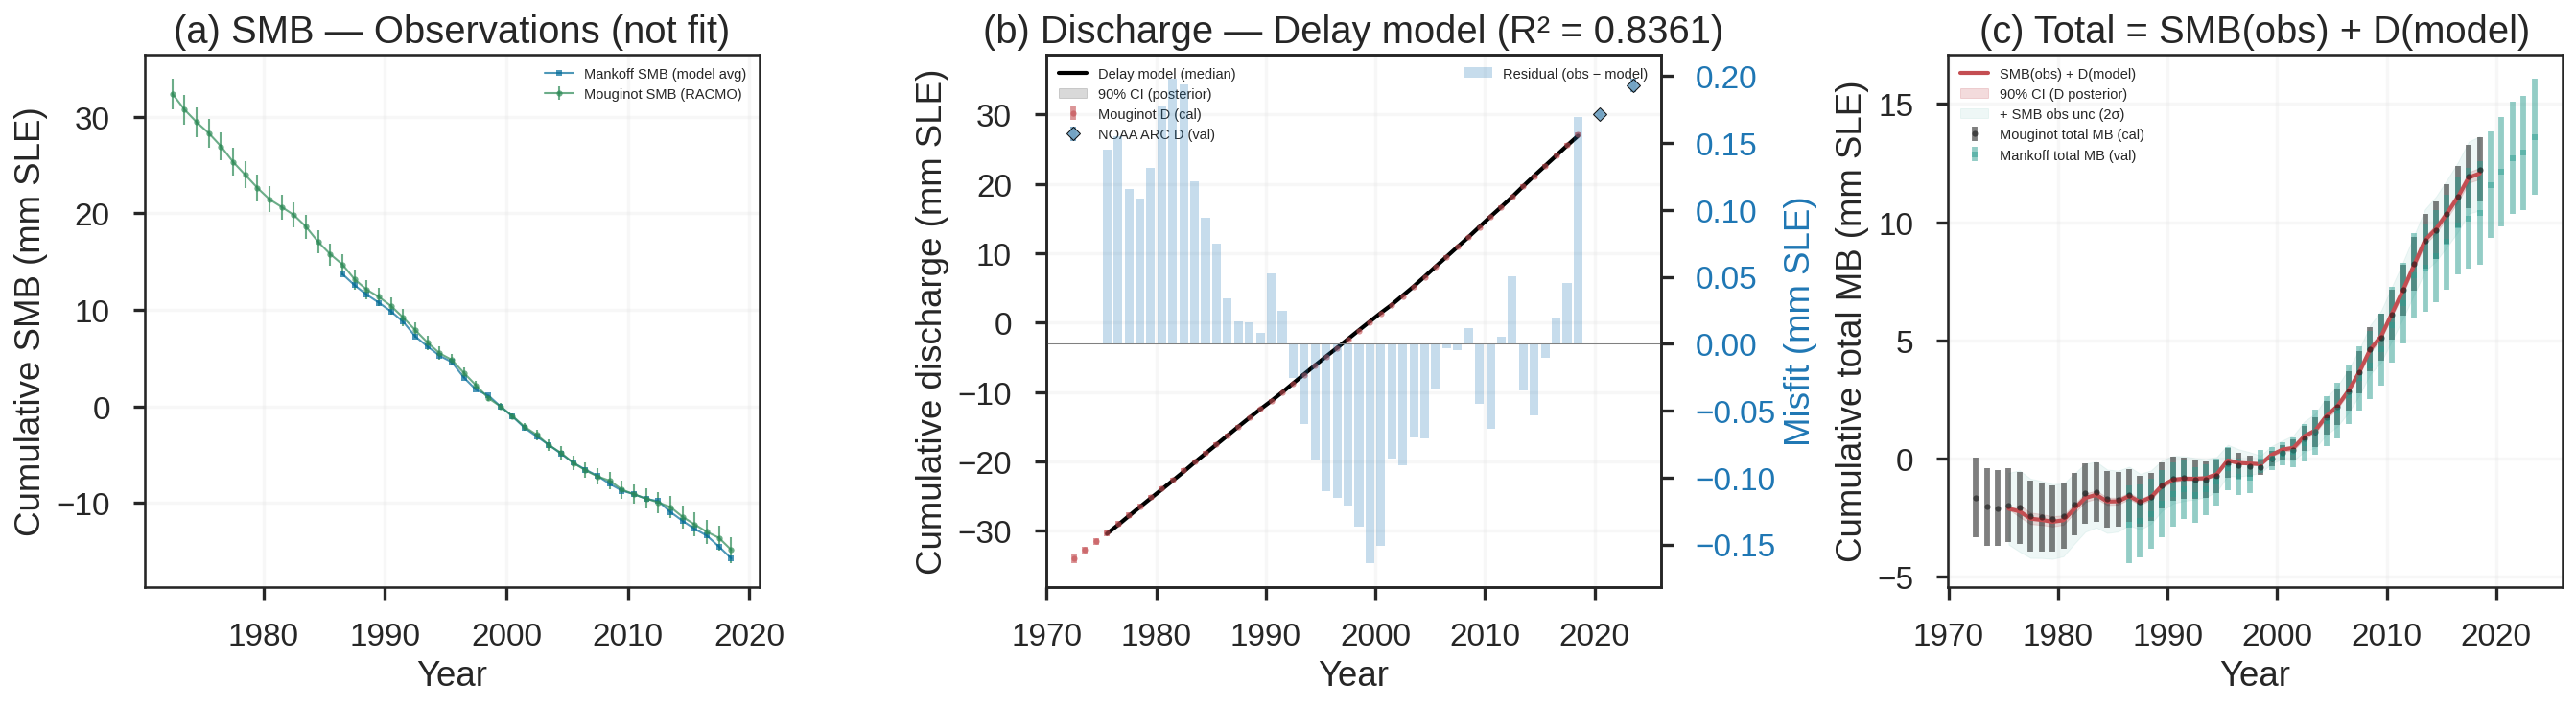 (a) SMB — Observations (not fit)
Cumulative SMB (mm SLE)
30
20
10
0
−10
1980
1990
2000
2010
2020
Year
Mankoff SMB (model avg)
Mouginot SMB (RACMO)
(b) Discharge — Delay model (R² = 0.8361)
Cumulative discharge (mm SLE)
30
20
10
0
−10
−20
−30
1970
1980
1990
2000
2010
2020
Year
Delay model (median)
90% CI (posterior)
Mouginot D (cal)
NOAA ARC D (val)
Residual (obs − model)
0.20
0.15
0.10
0.05
0.00
−0.05
−0.10
−0.15
Misfit (mm SLE)
(c) Total = SMB(obs) + D(model)
Cumulative total MB (mm SLE)
15
10
5
0
−5
1970
1980
1990
2000
2010
2020
Year
SMB(obs) + D(model)
90% CI (D posterior)
+ SMB obs unc (2σ)
Mouginot total MB (cal)
Mankoff total MB (val)